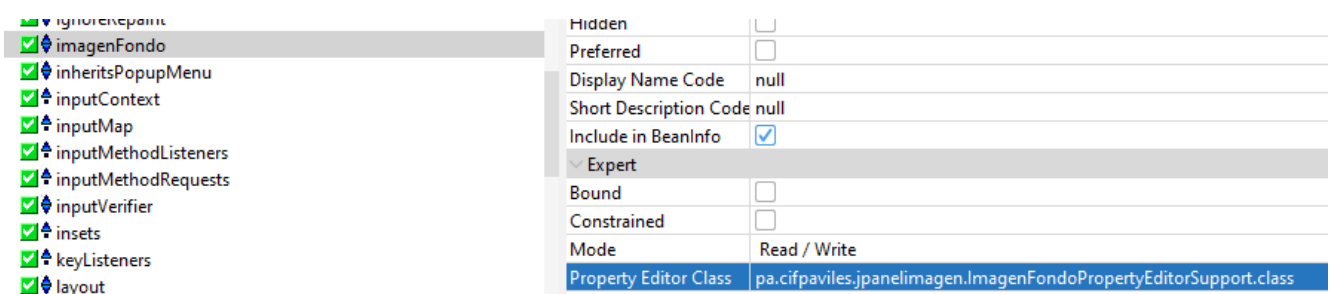 ignoreRepaint
imagenFondo
inheritsPopupMenu
inputContext
inputMap
inputMethodListeners
inputMethodRequests
inputVerifier
insets
keyListeners
layout
Hidden
Preferred
Display Name Code null
Short Description Code null
Include in BeanInfo
Expert
Bound
Constrained
Mode Read / Write
Property Editor Class pa.cifpaviles.jpanelimagen.ImagenFondoPropertyEditorSupport.class